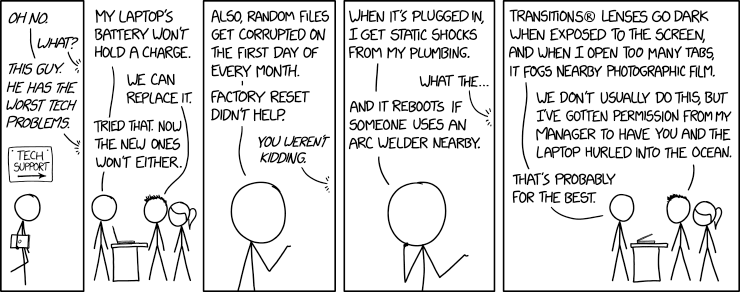 OH NO.
WHAT?
THIS GUY.
HE HAS THE
WORST TECH
PROBLEMS.
TECH
SUPPORT
MY LAPTOP'S
BATTERY WON'T
HOLD A CHARGE.
WE CAN
REPLACE IT.
TRIED THAT. NOW
THE NEW ONES
WON'T EITHER.
ALSO, RANDOM FILES
GET CORRUPTED ON
THE FIRST DAY OF
EVERY MONTH.
FACTORY RESET
DIDN'T HELP.
YOU WEREN'T
KIDDING.
WHEN IT'S PLUGGED IN,
I GET STATIC SHOCKS
FROM MY PLUMBING.
WHAT THE...
AND IT REBOOTS IF
SOMEONE USES AN
ARC WELDER NEARBY.
TRANSITIONS® LENSES GO DARK
WHEN EXPOSED TO THE SCREEN,
AND WHEN I OPEN TOO MANY TABS,
IT FOGS NEARBY PHOTOGRAPHIC FILM.
WE DON'T USUALLY DO THIS, BUT
I'VE GOTTEN PERMISSION FROM MY
MANAGER TO HAVE YOU AND THE
LAPTOP HURLED INTO THE OCEAN.
THAT'S PROBABLY
FOR THE BEST.